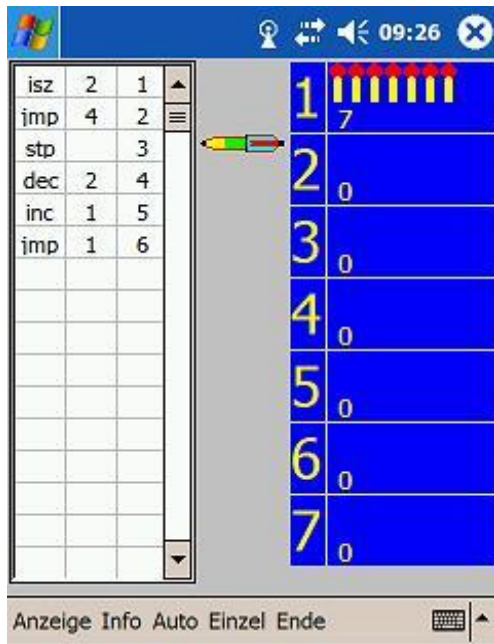 09:26
isz 2 1
jmp 4 2
stp 3
dec 2 4
inc 1 5
jmp 1 6
1 7
2 0
3 0
4 0
5 0
6 0
7 0
Anzeige Info Auto Einzel Ende